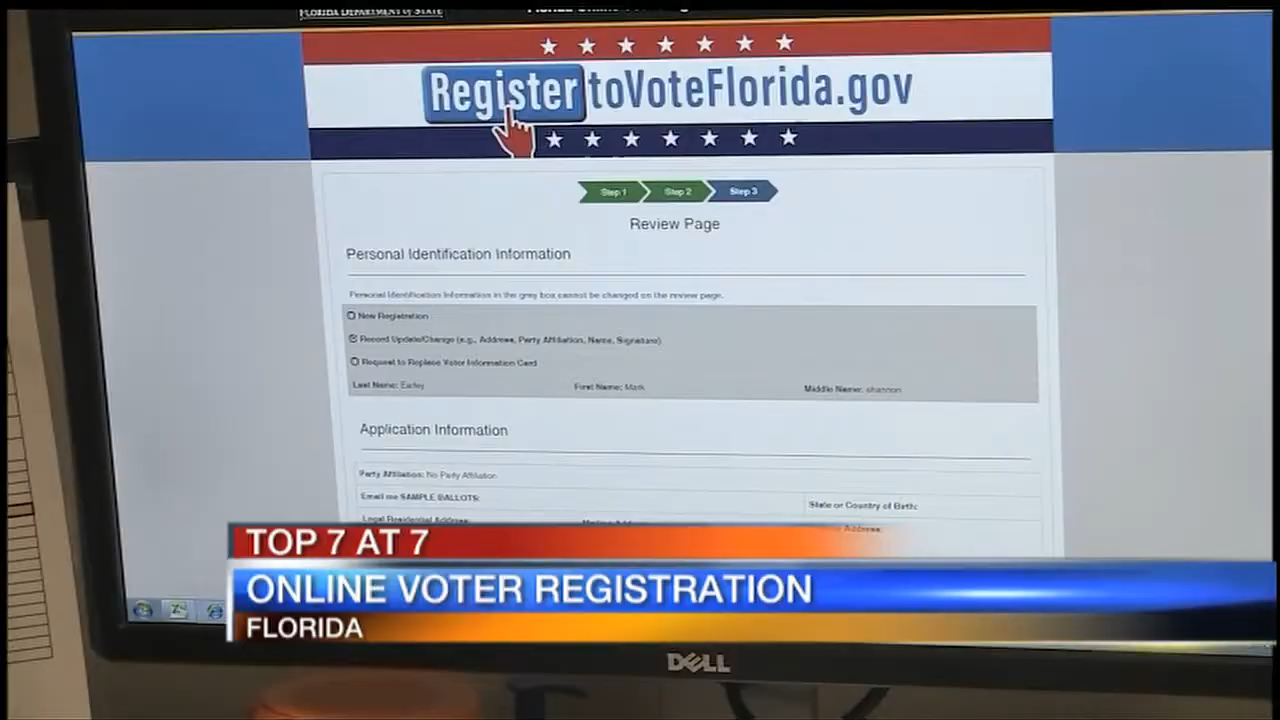 FLORIDA DEPARTMENT of STATE
RegistertoVoteFlorida.gov
Step 1 Step 2 Step 3
Review Page
Personal Identification Information
Personal Identification Information in the grey box cannot be changed on the review page.
New Registration
Record Update/Change (e.g., Address, Party Affiliation, Name, Signature)
Request to Replace Voter Information Card
Last Name: Earley First Name: Mark Middle Name: shannon
Application Information
Party Affiliation: No Party Affiliation
Email me SAMPLE BALLOTS:
State or Country of Birth:
Legal Residential Address:
Address:
TOP 7 AT 7
ONLINE VOTER REGISTRATION
FLORIDA
DELL